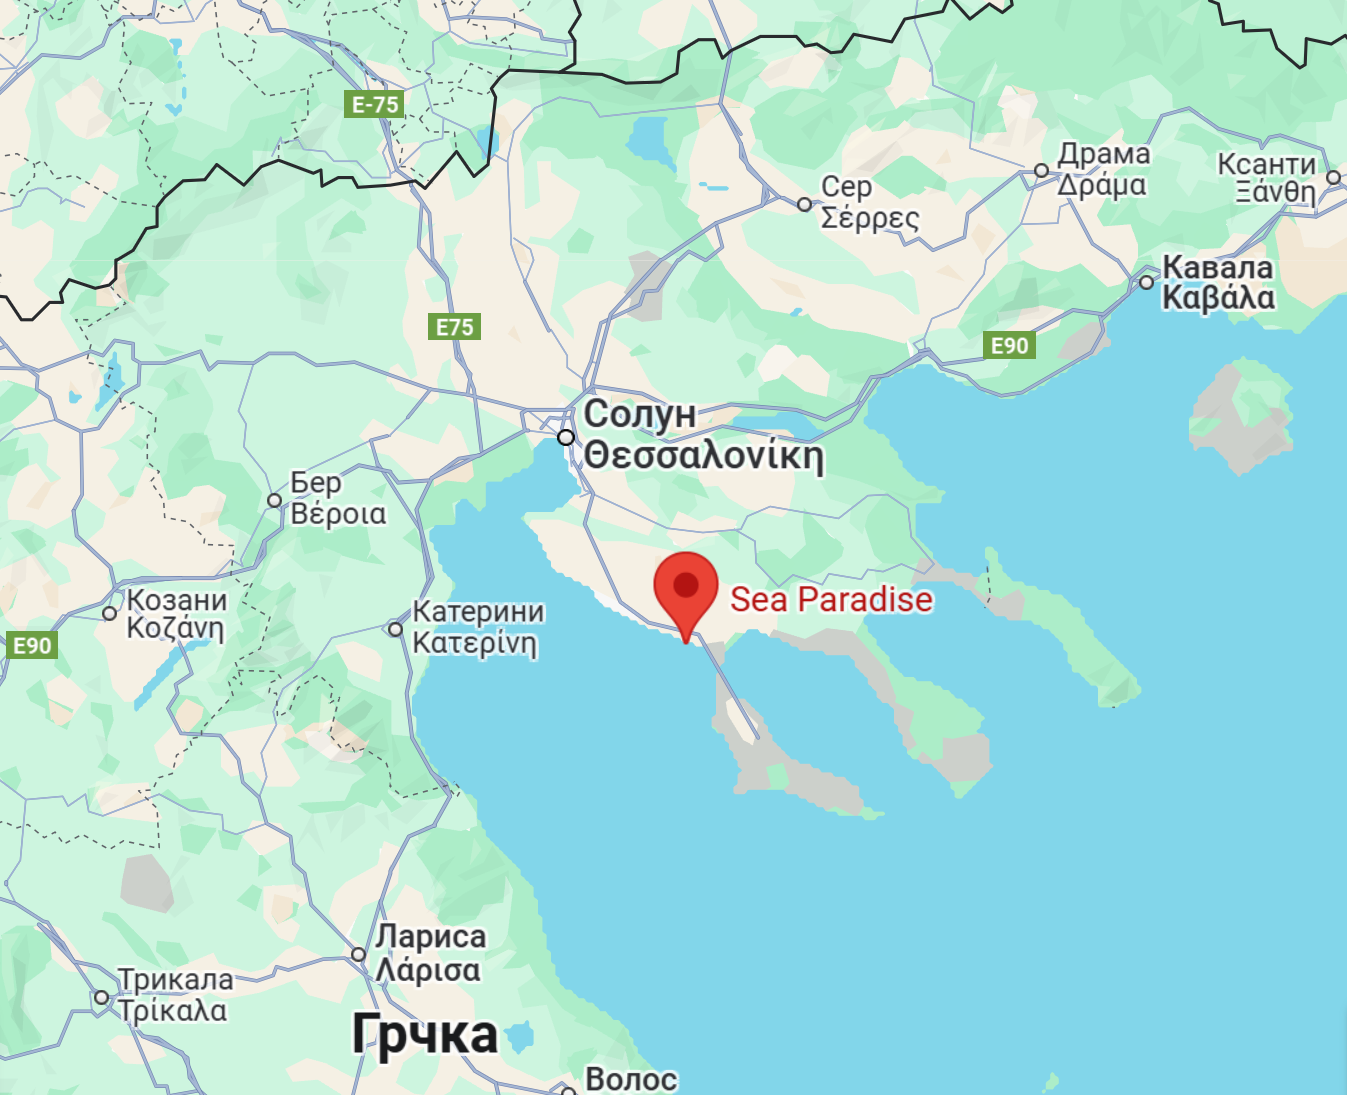 E-75
Драма
Δράμα
Ксанти
Ξάνθη
Сер
Σέρρες
Кавала
Καβάλα
E75
E90
Солун
Θεσσαλονίκη
Бер
Βέροια
Sea Paradise
Козани
Κοζάνη
Катерини
Κατερίνη
E90
Лариса
Λάρισα
Трикала
Τρίκαλα
Грчка
Волос